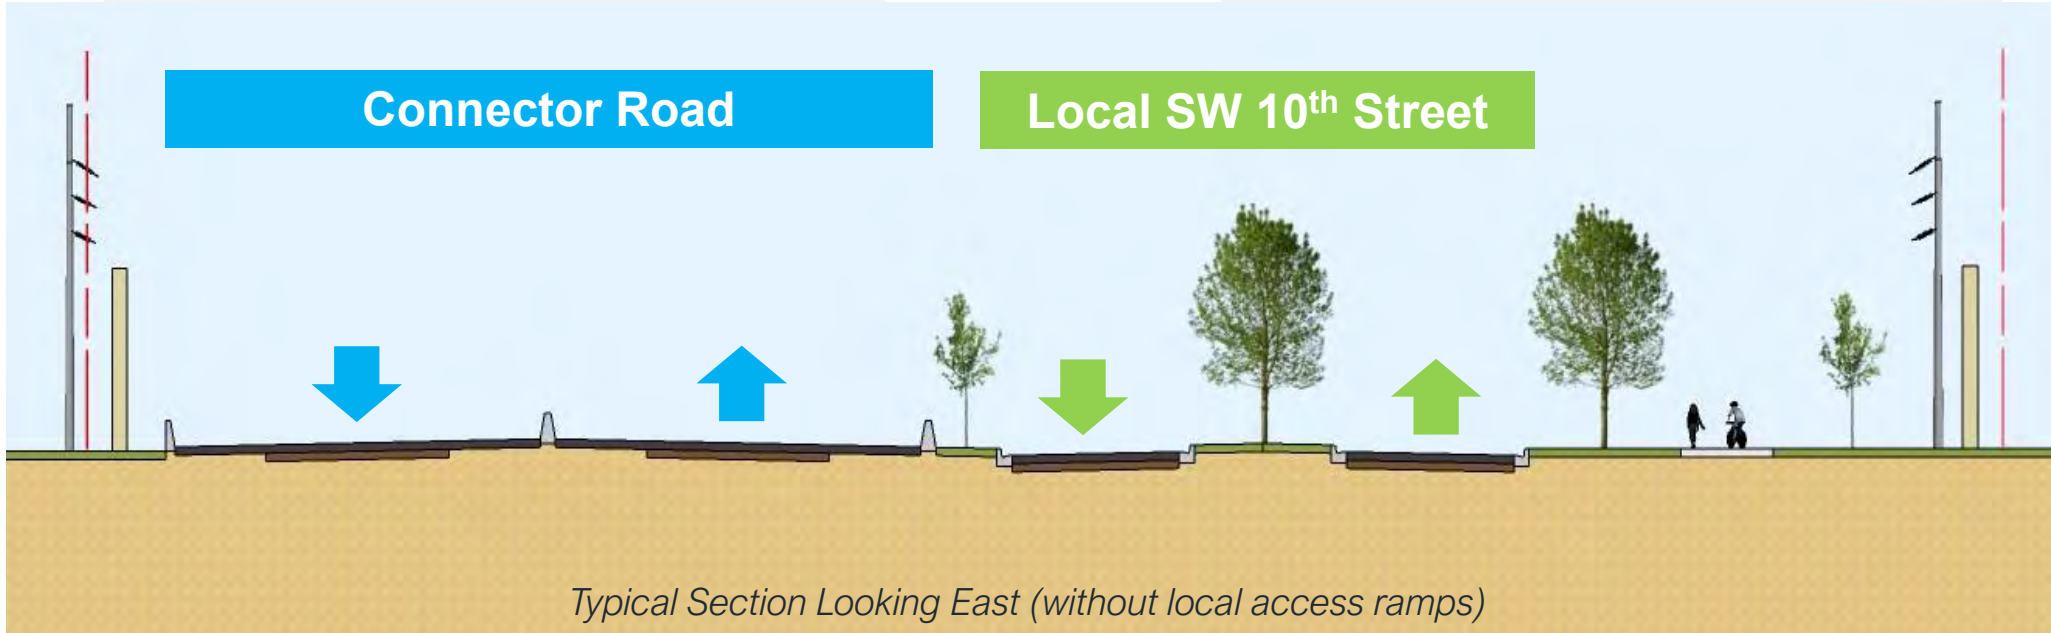 Connector Road
Local SW 10th Street
Typical Section Looking East (without local access ramps)